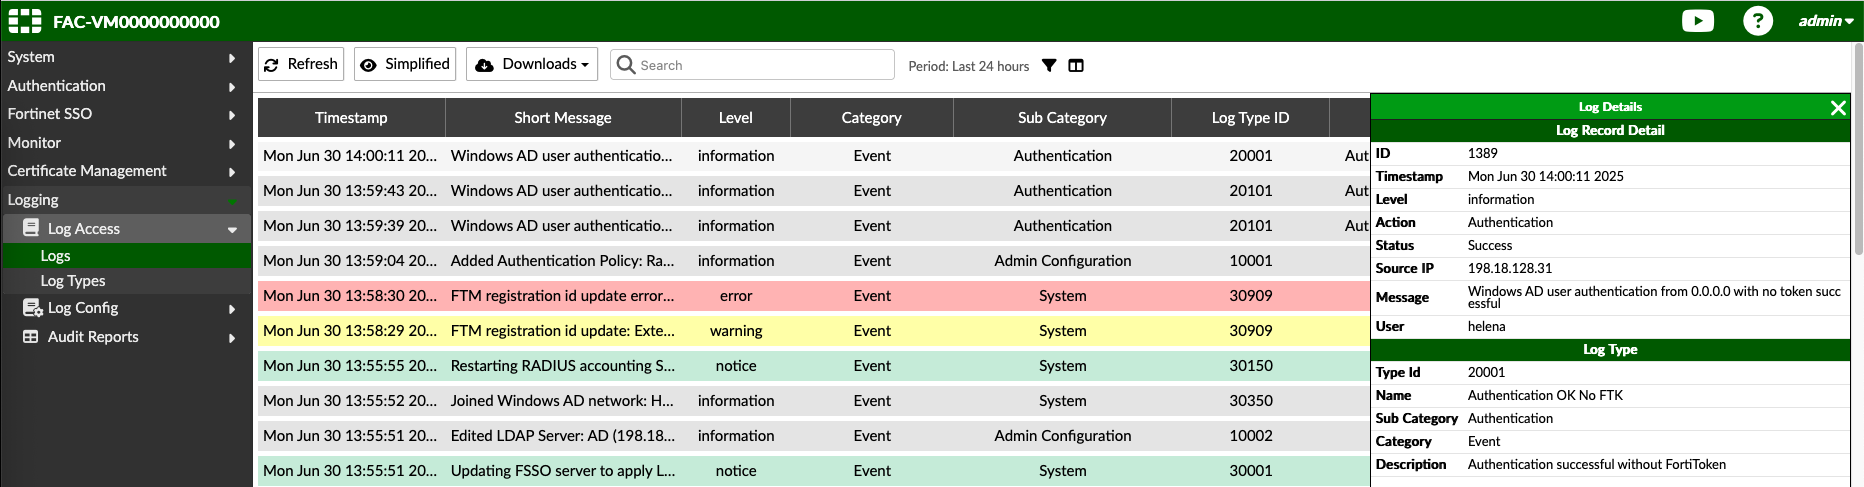 FAC-VM0000000000 admin
System
Authentication
Fortinet SSO
Monitor
Certificate Management
Logging
Log Access
Logs
Log Types
Log Config
Audit Reports
Refresh Simplified Downloads Search Period: Last 24 hours
Timestamp Short Message Level Category Sub Category Log Type ID
Mon Jun 30 14:00:11 20... Windows AD user authenticatio... information Event Authentication 20001 Aut
Mon Jun 30 13:59:43 20... Windows AD user authenticatio... information Event Authentication 20101 Aut
Mon Jun 30 13:59:39 20... Windows AD user authenticatio... information Event Authentication 20101 Aut
Mon Jun 30 13:59:04 20... Added Authentication Policy: Ra... information Event Admin Configuration 10001
Mon Jun 30 13:58:30 20... FTM registration id update error... error Event System 30909
Mon Jun 30 13:58:29 20... FTM registration id update: Exte... warning Event System 30909
Mon Jun 30 13:55:55 20... Restarting RADIUS accounting S... notice Event System 30150
Mon Jun 30 13:55:52 20... Joined Windows AD network: H... information Event System 30350
Mon Jun 30 13:55:51 20... Edited LDAP Server: AD (198.18... information Event Admin Configuration 10002
Mon Jun 30 13:55:51 20... Updating FSSO server to apply L... notice Event System 30001
Log Details
Log Record Detail
ID 1389
Timestamp Mon Jun 30 14:00:11 2025
Level information
Action Authentication
Status Success
Source IP 198.18.128.31
Message Windows AD user authentication from 0.0.0.0 with no token succ
essful
User helena
Log Type
Type Id 20001
Name Authentication OK No FTK
Sub Category Authentication
Category Event
Description Authentication successful without FortiToken